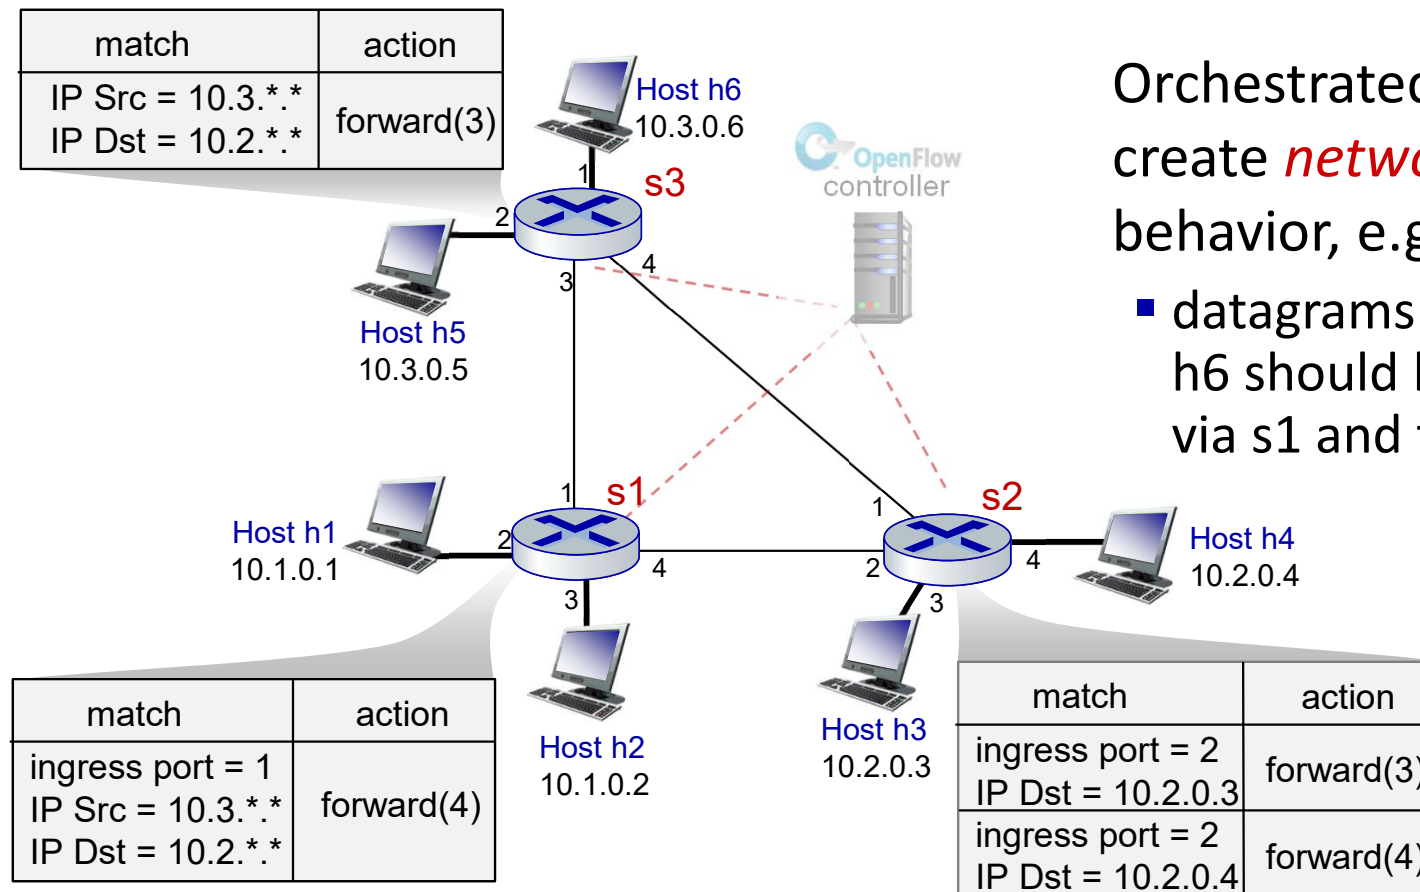 match action
IP Src = 10.3.*.*
IP Dst = 10.2.*.*
forward(3)
Host h6
10.3.0.6
OpenFlow
controller
1
s3
2
3
4
Host h5
10.3.0.5
Orchestrated
create
behavior, e.g
datagrams
h6 should
via s1 and
1
s1
2
4
3
Host h1
10.1.0.1
Host h2
10.1.0.2
1
s2
2
4
3
Host h4
10.2.0.4
Host h3
10.2.0.3
match action
ingress port = 1
IP Src = 10.3.*.*
IP Dst = 10.2.*.*
forward(4)
match action
ingress port = 2
IP Dst = 10.2.0.3
forward(3)
ingress port = 2
IP Dst = 10.2.0.4
forward(4)